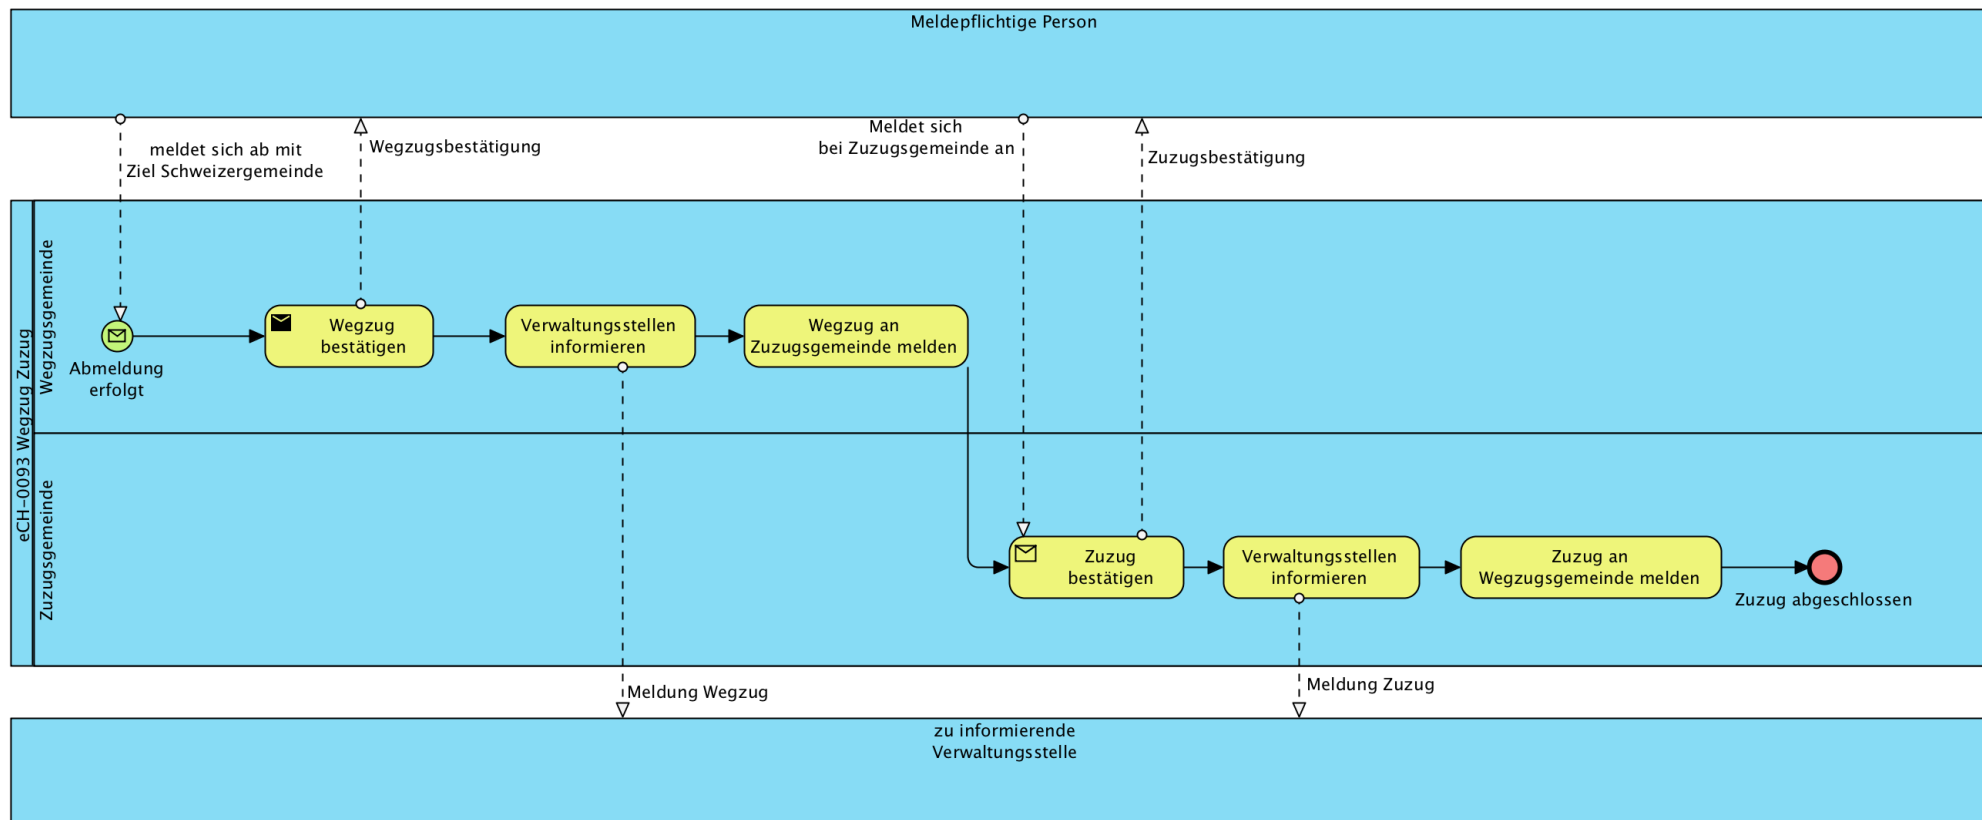 Meldepflichtige Person
meldet sich ab mit
Ziel Schweizergemeinde
Wegzugsbestätigung
Meldet sich
bei Zuzugsgemeinde an
Zuzugsbestätigung
eCH-0093 Wegzug Zuzug
Wegzugsgemeinde
Abmeldung
erfolgt
Wegzug
bestätigen
Verwaltungsstellen
informieren
Wegzug an
Zuzugsgemeinde melden
Zuzugsgemeinde
Zuzug
bestätigen
Verwaltungsstellen
informieren
Zuzug an
Wegzugsgemeinde melden
Zuzug abgeschlossen
Meldung Wegzug
Meldung Zuzug
zu informierende
Verwaltungsstelle